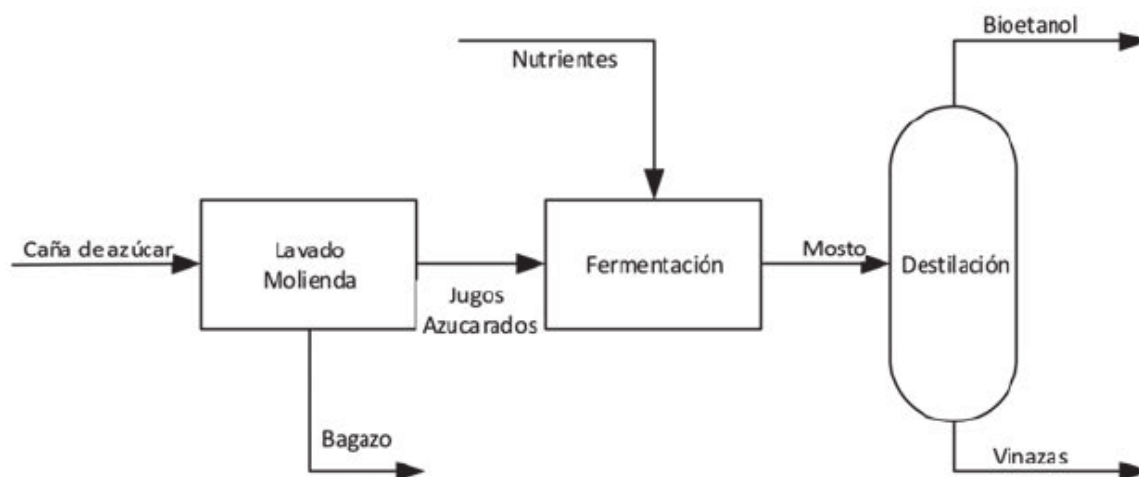 Bioetanol
Nutrientes
Caña de azúcar
Lavado
Molienda
Jugos
Azucarados
Fermentación
Mosto
Destilación
Bagazo
Vinazas